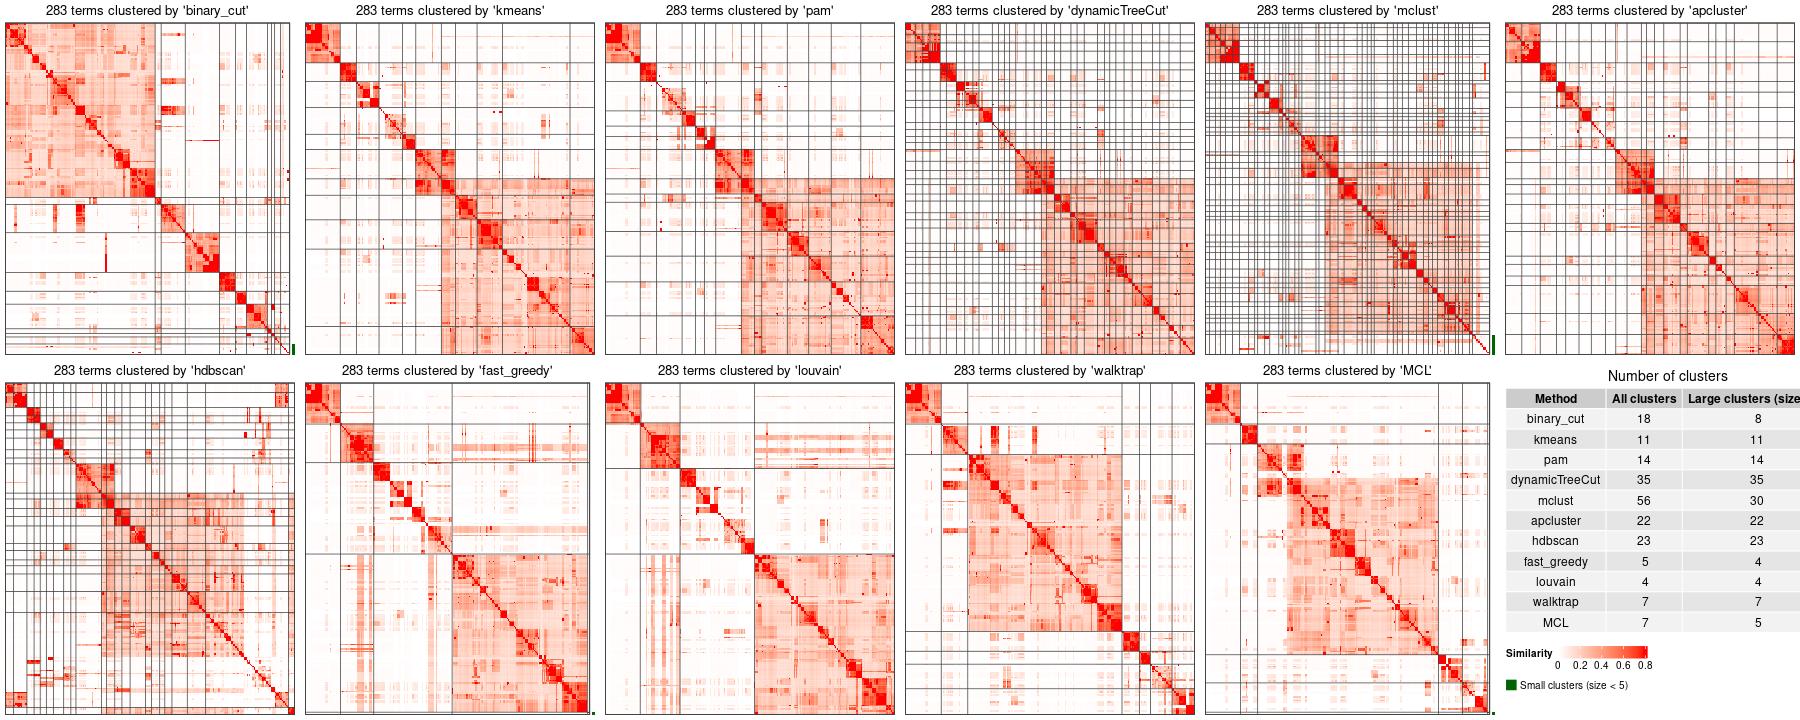 283 terms clustered by 'binary_cut'
283 terms clustered by 'kmeans'
283 terms clustered by 'pam'
283 terms clustered by 'dynamicTreeCut'
283 terms clustered by 'mclust'
283 terms clustered by 'apcluster'
283 terms clustered by 'hdbscan'
283 terms clustered by 'fast_greedy'
283 terms clustered by 'louvain'
283 terms clustered by 'walktrap'
283 terms clustered by 'MCL'
Number of clusters
Method All clusters Large clusters (size
binary_cut 18 8
kmeans 11 11
pam 14 14
dynamicTreeCut 35 35
mclust 56 30
apcluster 22 22
hdbscan 23 23
fast_greedy 5 4
louvain 4 4
walktrap 7 7
MCL 7 5
Similarity
0 0.2 0.4 0.6 0.8
Small clusters (size < 5)